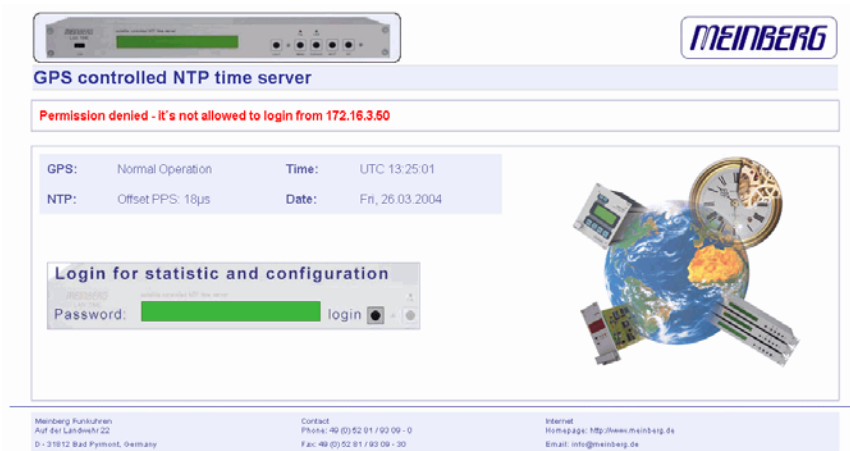 MEINBERG
GPS controlled NTP time server
Permission denied - it's not allowed to login from 172.16.3.50
GPS: Normal Operation Time: UTC 13:25:01
NTP: Offset PPS: 18µs Date: Fri, 26.03.2004
Login for statistic and configuration
Password: login
Meinberg Funkuhren Contact Internet
Auf der Landwehr 22 Phone: 49 (0) 52 81 / 93 09 - 0 Homepage: http://www.meinberg.de
D - 31812 Bad Pyrmont, Germany Fax: 49 (0) 52 81 / 93 09 - 30 Email: info@meinberg.de